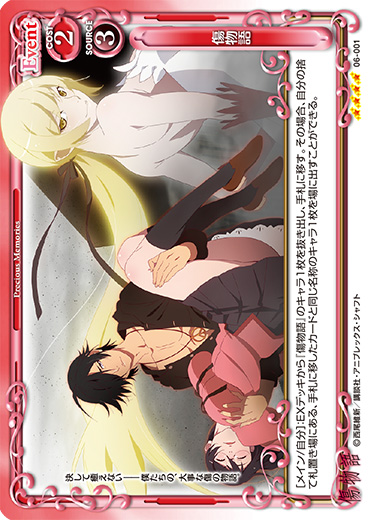 Event
COST
2
SOURCE
3
傷物語
Precious Memories
決して癒えない――僕たちの、大事な傷の物語
[メイン/自分]:EXデッキから『傷物語』のキャラ1枚を抜き出し、手札に移す。その場合、自分の捨
て札置き場にある、手札に移したカードと同じ名称のキャラ1枚を場に出すことができる。
傷物語
©西尾維新/講談社・アニプレックス・シャフト
★★★★
06-001